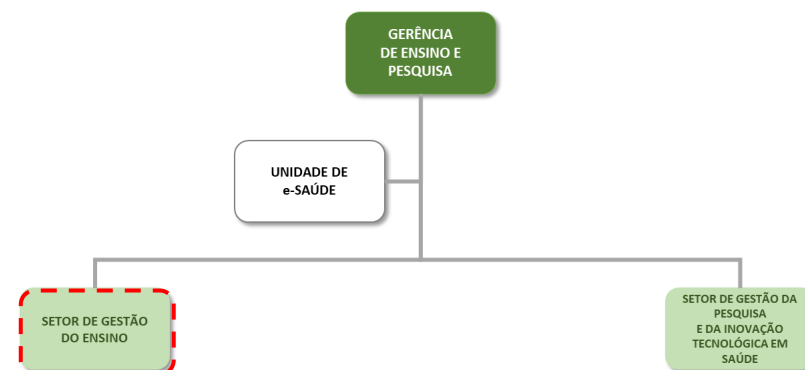 GERÊNCIA
DE ENSINO E
PESQUISA
UNIDADE DE
e-SAÚDE
SETOR DE GESTÃO
DO ENSINO
SETOR DE GESTÃO DA
PESQUISA
E DA INOVAÇÃO
TECNOLÓGICA EM
SAÚDE